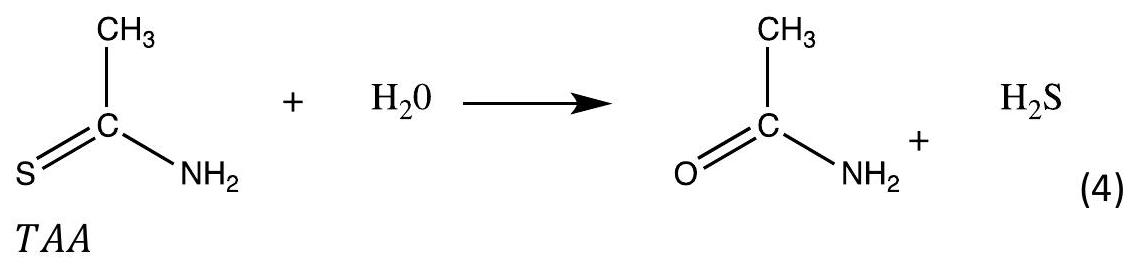 CH₃ CH₃
+ H₂0 H₂S
C C
+
S NH₂ O NH₂
(4)
TAA